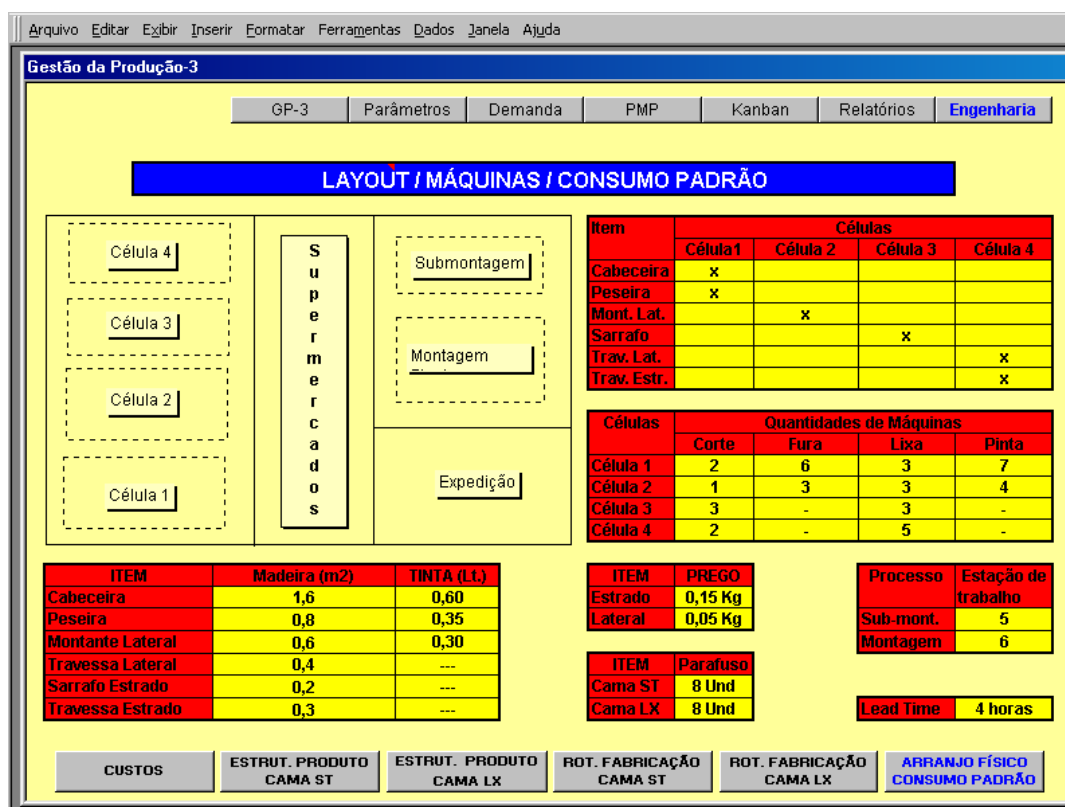 Arquivo Editar Exibir Inserir Formatar Ferramentas Dados Janela Ajuda
Gestão da Produção-3
GP-3 Parâmetros Demanda PMP Kanban Relatórios Engenharia
LAYOUT / MÁQUINAS / CONSUMO PADRÃO
Célula 4
Célula 3
Célula 2
Célula 1
Supermercados
Submontagem
Montagem
Expedição
Item Células
Célula1 Célula 2 Célula 3 Célula 4
Cabeceira x
Peseira x
Mont. Lat. x
Sarrafo x
Trav. Lat. x
Trav. Estr. x
Células Quantidades de Máquinas
Corte Fura Lixa Pinta
Célula 1 2 6 3 7
Célula 2 1 3 3 4
Célula 3 3 - 3 -
Célula 4 2 - 5 -
ITEM Madeira (m2) TINTA (Lt.)
Cabeceira 1,6 0,60
Peseira 0,8 0,35
Montante Lateral 0,6 0,30
Travessa Lateral 0,4 ---
Sarrafo Estrado 0,2 ---
Travessa Estrado 0,3 ---
ITEM PREGO
Estrado 0,15 Kg
Lateral 0,05 Kg
ITEM Parafuso
Cama ST 8 Und
Cama LX 8 Und
Processo Estação de
trabalho
Sub-mont. 5
Montagem 6
Lead Time 4 horas
CUSTOS
ESTRUT. PRODUTO
CAMA ST
ESTRUT. PRODUTO
CAMA LX
ROT. FABRICAÇÃO
CAMA ST
ROT. FABRICAÇÃO
CAMA LX
ARRANJO FÍSICO
CONSUMO PADRÃO